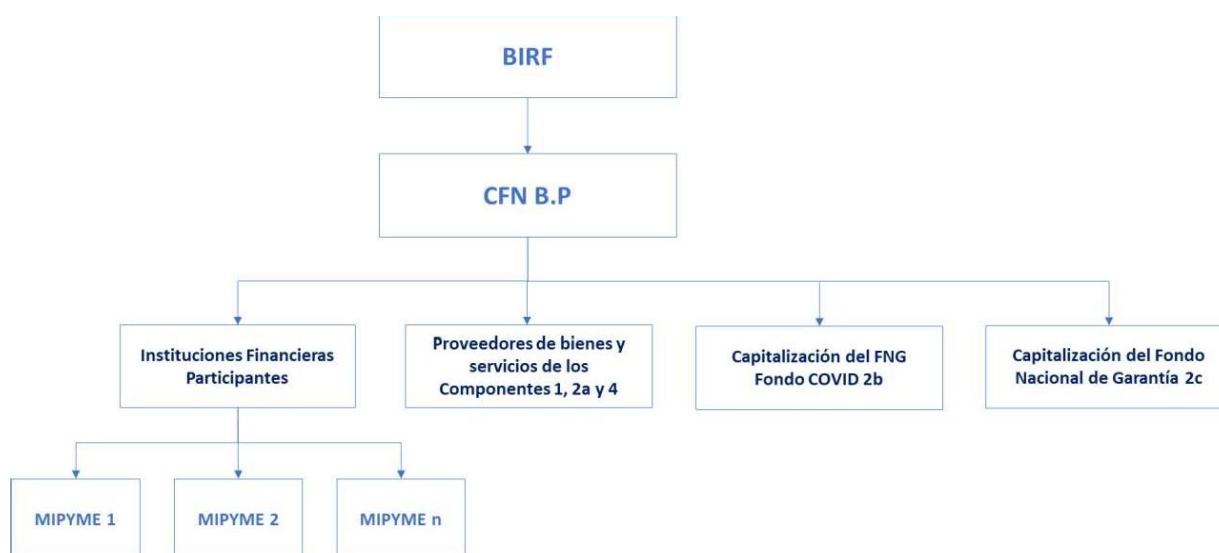 BIRF
CFN B.P
Instituciones Financieras
Participantes
Proveedores de bienes y
servicios de los
Componentes 1, 2a y 4
Capitalización del FNG
Fondo COVID 2b
Capitalización del Fondo
Nacional de Garantía 2c
MIPYME 1
MIPYME 2
MIPYME n